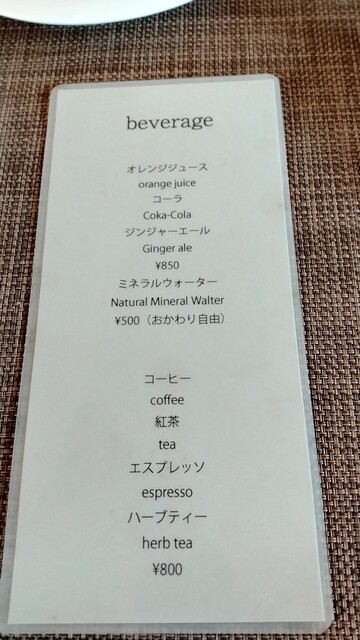 beverage
オレンジジュース
orange juice
コーラ
Coka-Cola
ジンジャーエール
Ginger ale
¥850
ミネラルウォーター
Natural Mineral Walter
¥500（おかわり自由）
コーヒー
coffee
紅茶
tea
エスプレッソ
espresso
ハーブティー
herb tea
¥800